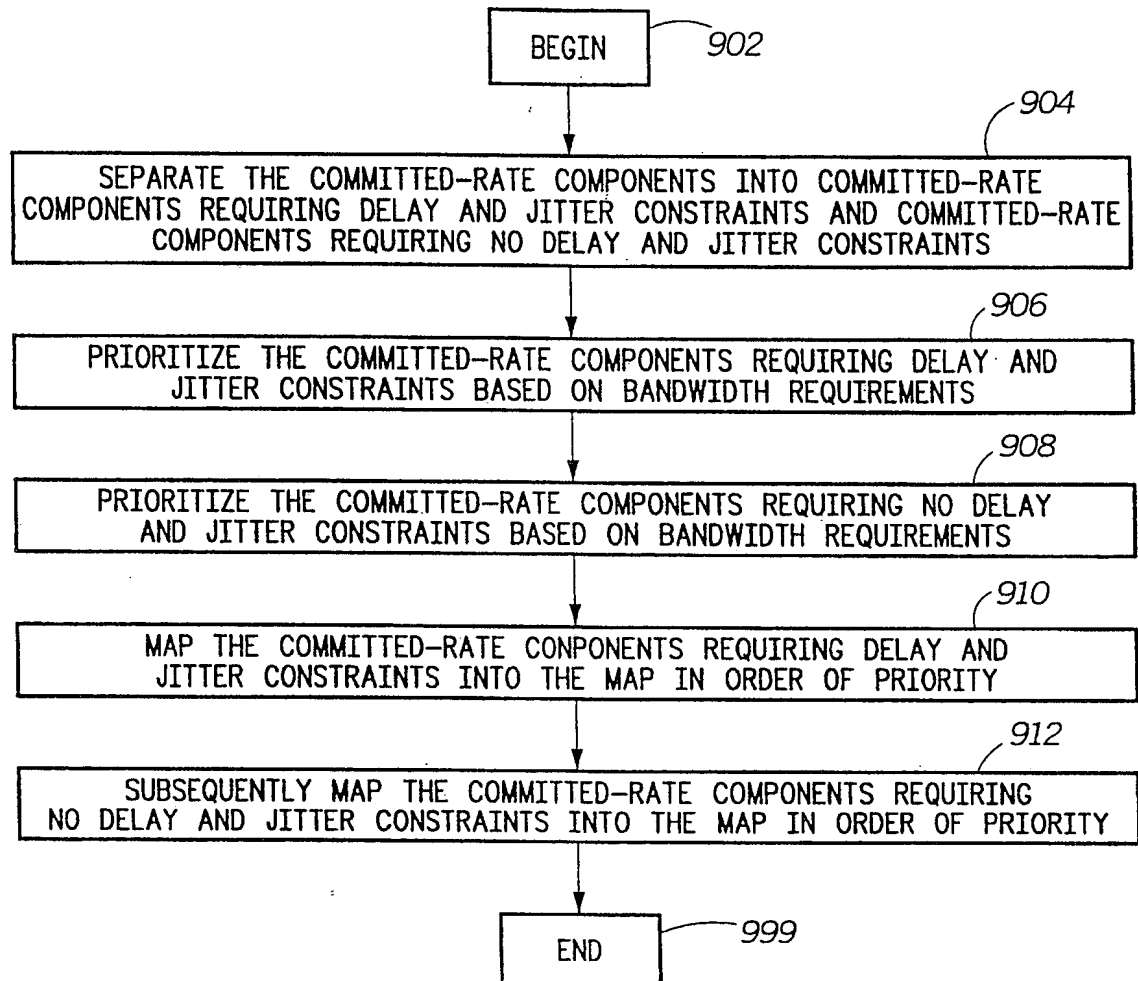 BEGIN
902
904
SEPARATE THE COMMITTED-RATE COMPONENTS INTO COMMITTED-RATE
COMPONENTS REQUIRING DELAY AND JITTER CONSTRAINTS AND COMMITTED-RATE
COMPONENTS REQUIRING NO DELAY AND JITTER CONSTRAINTS
906
PRIORITIZE THE COMMITTED-RATE COMPONENTS REQUIRING DELAY AND
JITTER CONSTRAINTS BASED ON BANDWIDTH REQUIREMENTS
908
PRIORITIZE THE COMMITTED-RATE COMPONENTS REQUIRING NO DELAY
AND JITTER CONSTRAINTS BASED ON BANDWIDTH REQUIREMENTS
910
MAP THE COMMITTED-RATE CONPONENTS REQUIRING DELAY AND
JITTER CONSTRAINTS INTO THE MAP IN ORDER OF PRIORITY
912
SUBSEQUENTLY MAP THE COMMITTED-RATE COMPONENTS REQUIRING
NO DELAY AND JITTER CONSTRAINTS INTO THE MAP IN ORDER OF PRIORITY
END
999